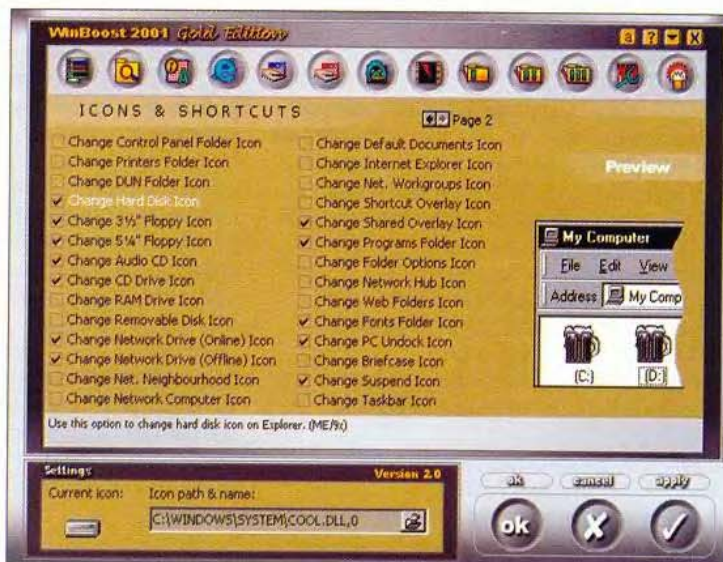 WinBoost 2001 Gold Edition
a ? X
ICONS & SHORTCUTS
Page 2
Change Control Panel Folder Icon
Change Printers Folder Icon
Change DUN Folder Icon
Change Hard Disk Icon
Change 3½" Floppy Icon
Change 5¼" Floppy Icon
Change Audio CD Icon
Change CD Drive Icon
Change RAM Drive Icon
Change Removable Disk Icon
Change Network Drive (Online) Icon
Change Network Drive (Offline) Icon
Change Net. Neighbourhood Icon
Change Network Computer Icon
Change Default Documents Icon
Change Internet Explorer Icon
Change Net. Workgroups Icon
Change Shortcut Overlay Icon
Change Shared Overlay Icon
Change Programs Folder Icon
Change Folder Options Icon
Change Network Hub Icon
Change Web Folders Icon
Change Fonts Folder Icon
Change PC Undock Icon
Change Briefcase Icon
Change Suspend Icon
Change Taskbar Icon
Preview
My Computer
File Edit View
Address My Comp
(C:) (D:)
Use this option to change hard disk icon on Explorer. (ME/9x)
Settings
Version 2.0
Current icon: Icon path & name:
C:\WINDOWS\SYSTEM\COOL.DLL,0
ok cancel apply
ok